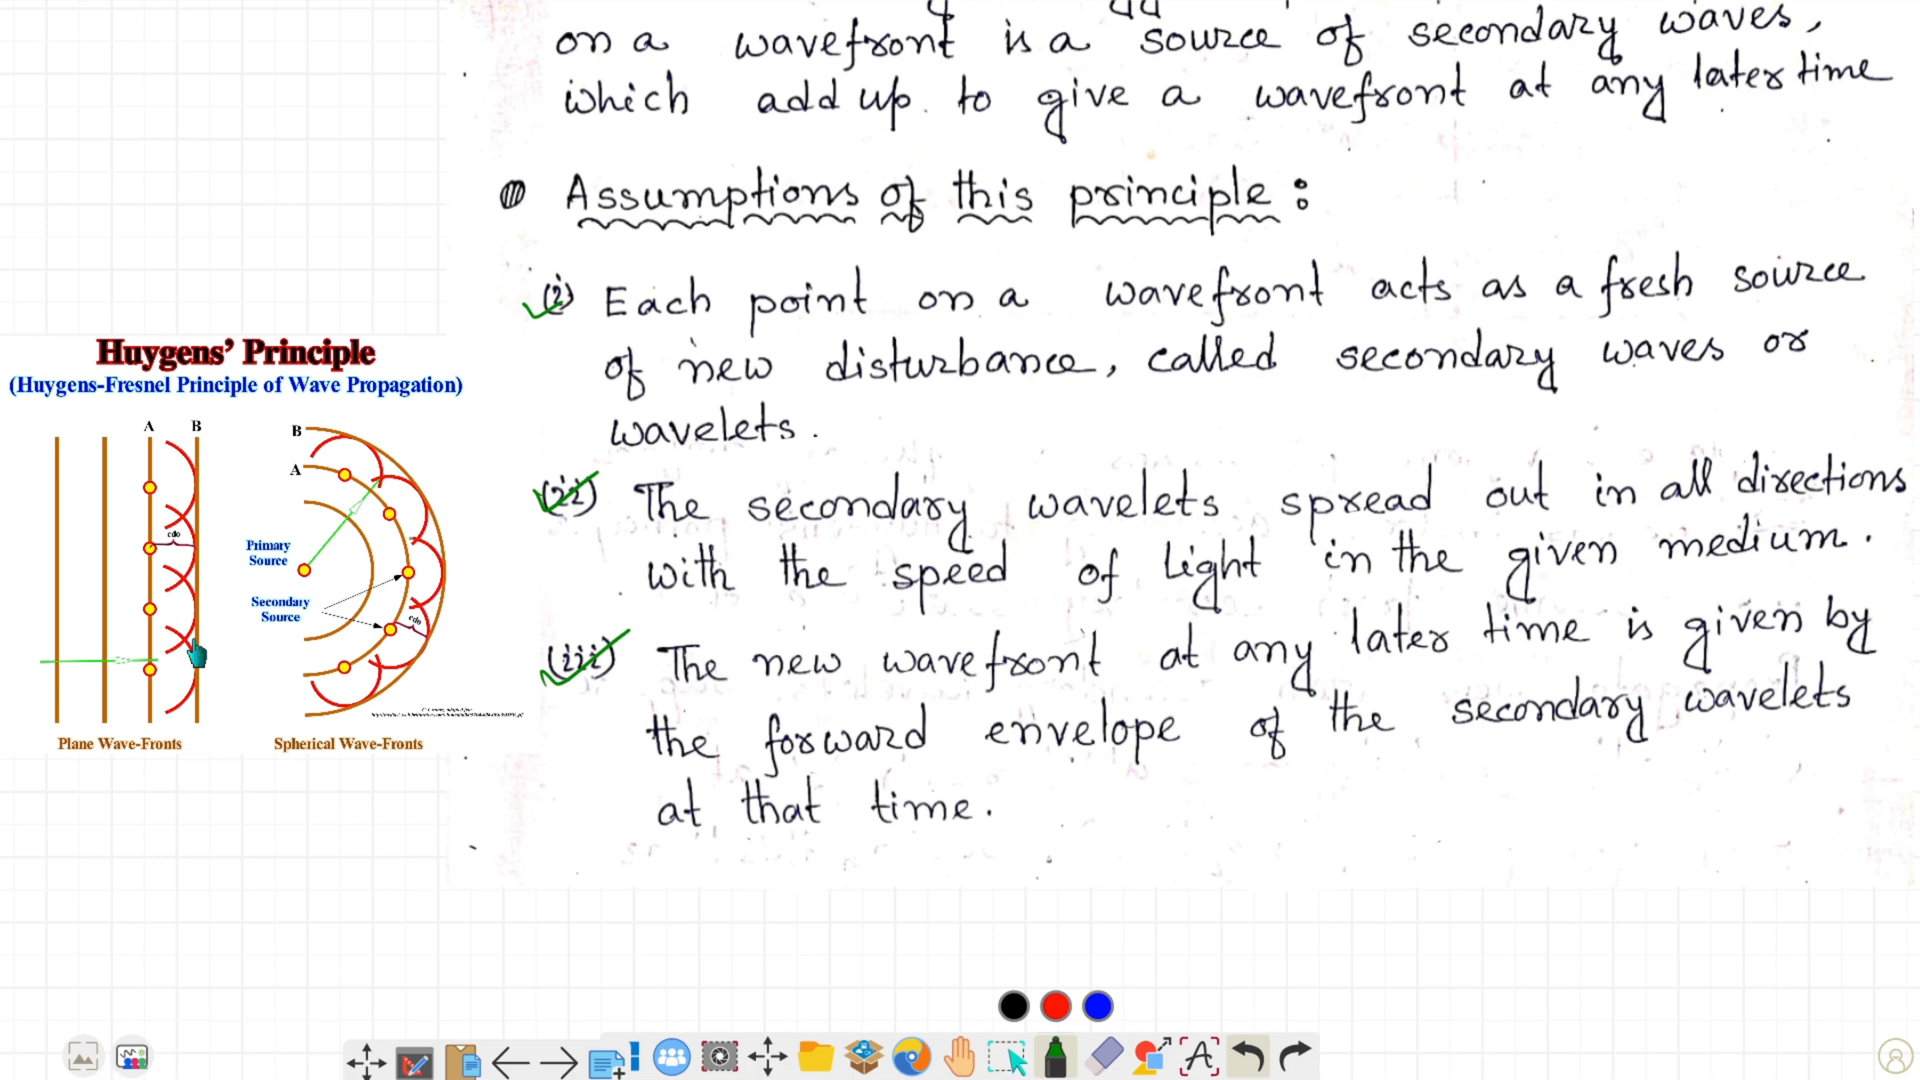 on a wavefront is a source of secondary waves,
which add up to give a wavefront at any later time
Assumptions of this principle :
(i) Each point on a wavefront acts as a fresh source
of new disturbance, called secondary waves or
wavelets.
(ii) The secondary wavelets spread out in all directions
with the speed of light in the given medium.
(iii) The new wavefront at any later time is given by
the forward envelope of the secondary wavelets
at that time.
Huygens' Principle
(Huygens-Fresnel Principle of Wave Propagation)
A B
cdo
Plane Wave-Fronts
B
A
Primary
Source
Secondary
Source
cdo
Spherical Wave-Fronts
A